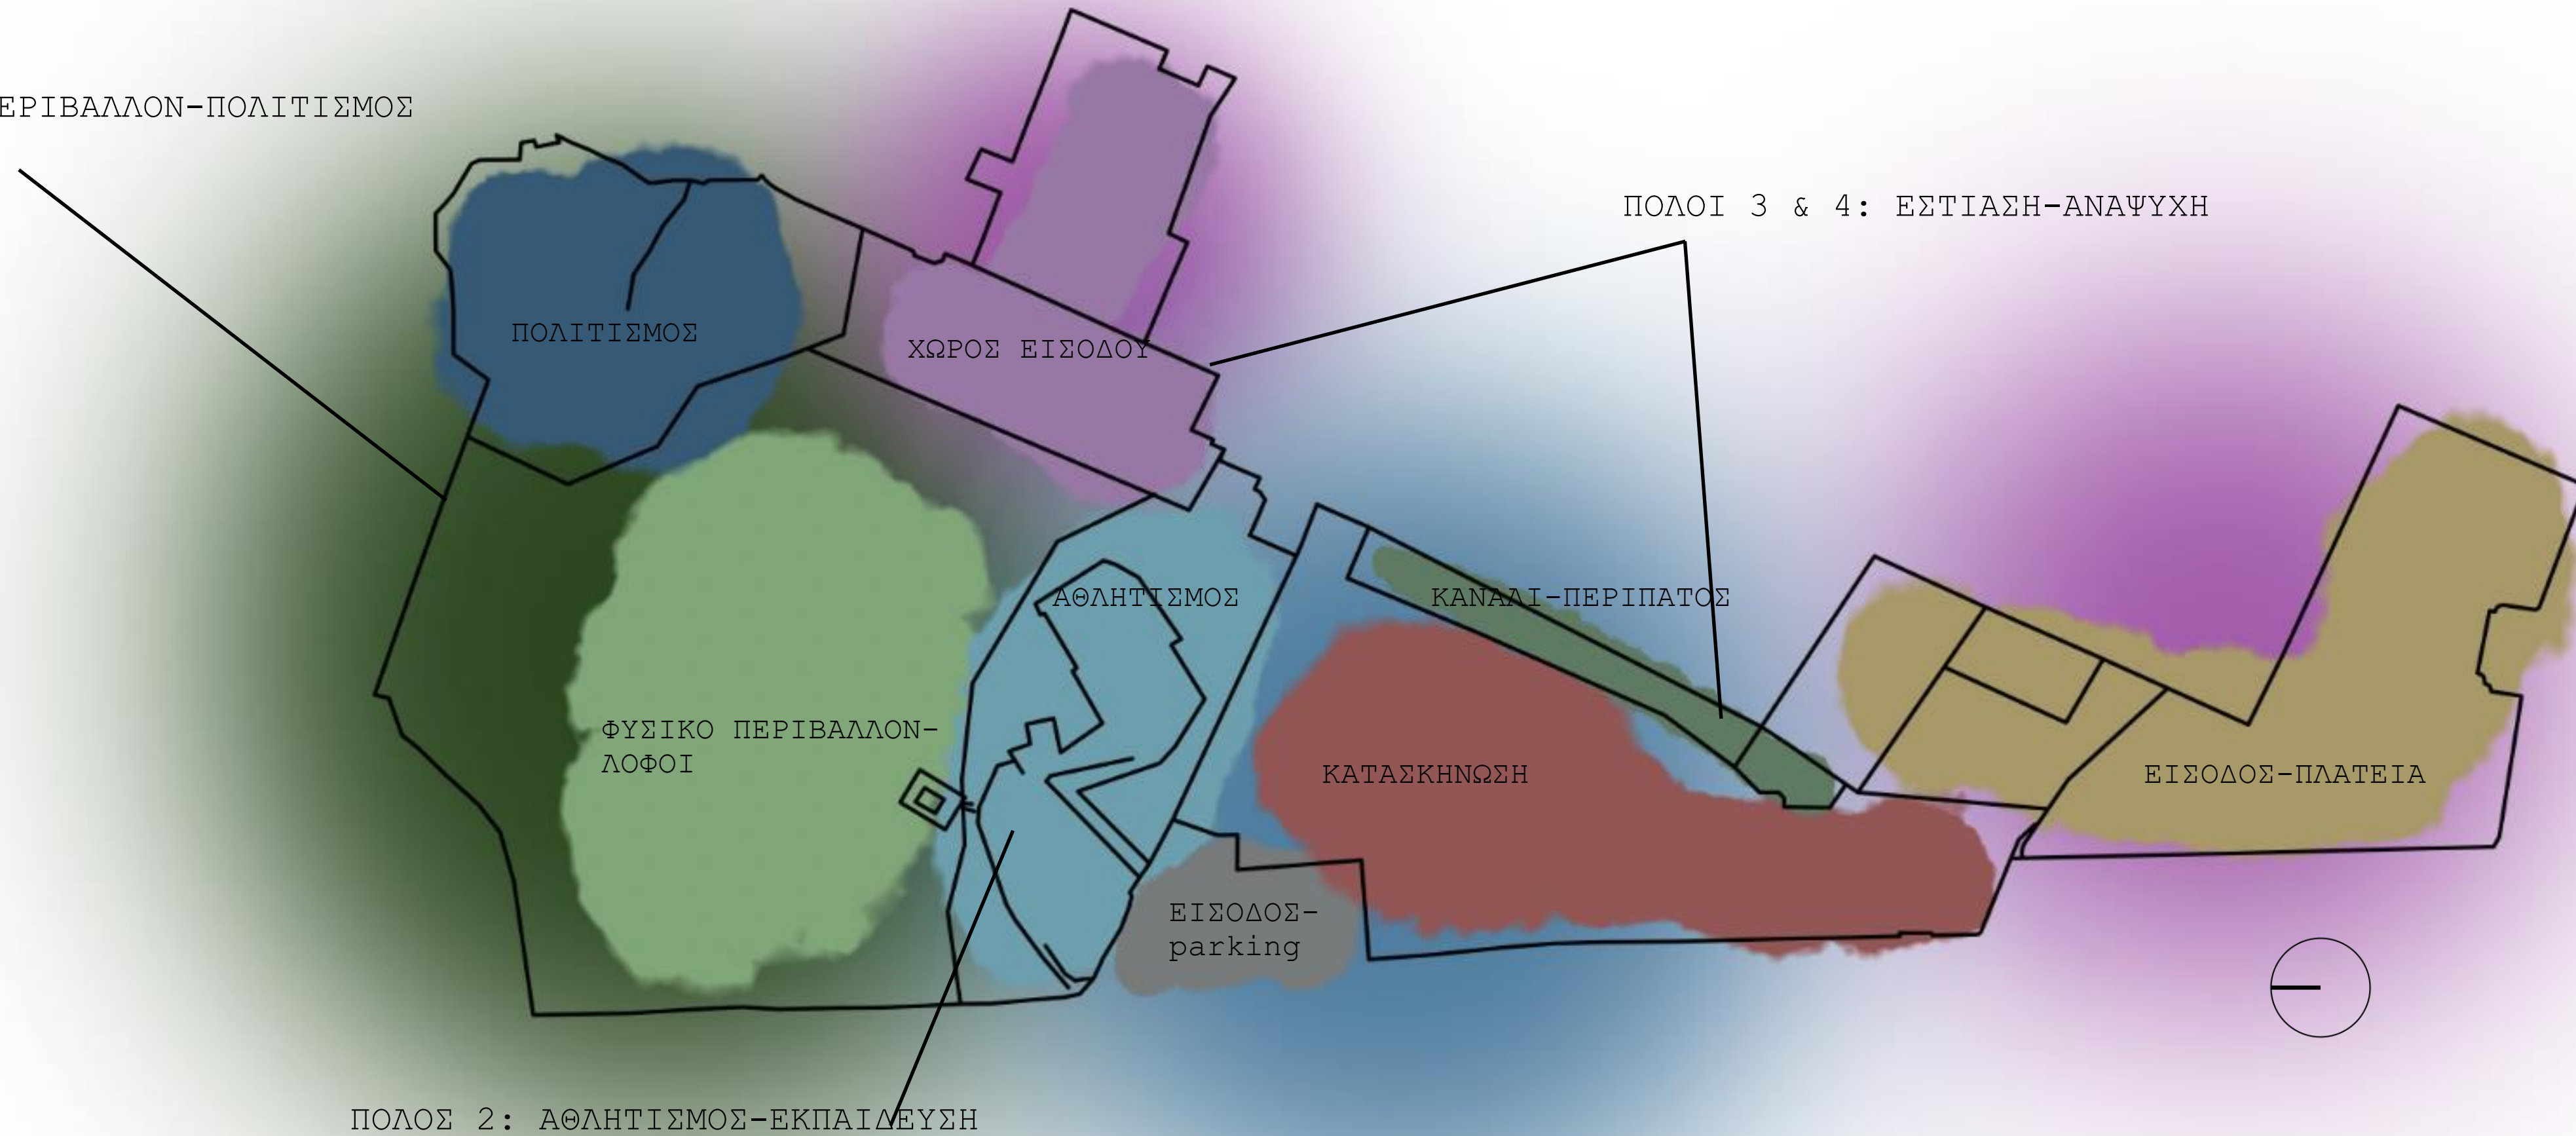 ΕΡΙΒΑΛΛΟΝ-ΠΟΛΙΤΙΣΜΟΣ
ΠΟΛΟΙ 3 & 4: ΕΣΤΙΑΣΗ-ΑΝΑΨΥΧΗ
ΠΟΛΙΤΙΣΜΟΣ
ΧΩΡΟΣ ΕΙΣΟΔΟΥ
ΑΘΛΗΤΙΣΜΟΣ
ΚΑΝΑΛΙ-ΠΕΡΙΠΑΤΟΣ
ΦΥΣΙΚΟ ΠΕΡΙΒΑΛΛΟΝ-
ΛΟΦΟΙ
ΚΑΤΑΣΚΗΝΩΣΗ
ΕΙΣΟΔΟΣ-ΠΛΑΤΕΙΑ
ΕΙΣΟΔΟΣ-
parking
ΠΟΛΟΣ 2: ΑΘΛΗΤΙΣΜΟΣ-ΕΚΠΑΙΔΕΥΣΗ